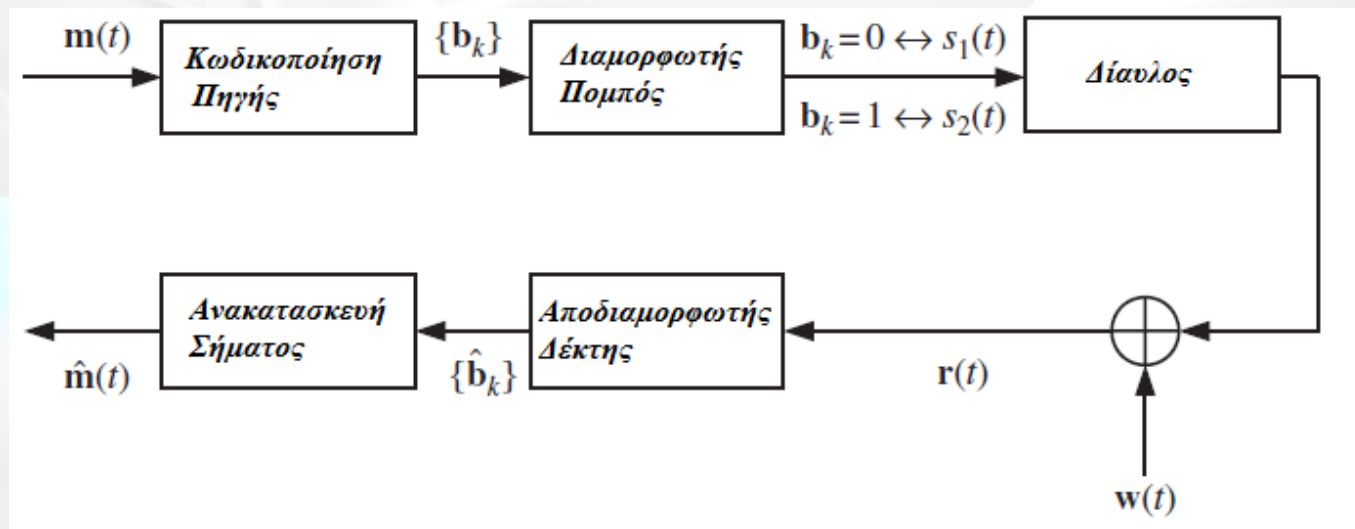 m(t)
Κωδικοποίηση
Πηγής
{b_k}
Διαμορφωτής
Πομπός
b_k = 0 ↔ s_1(t)
b_k = 1 ↔ s_2(t)
Δίαυλος
Ανακατασκευή
Σήματος
m̂(t)
{b̂_k}
Αποδιαμορφωτής
Δέκτης
r(t)
w(t)